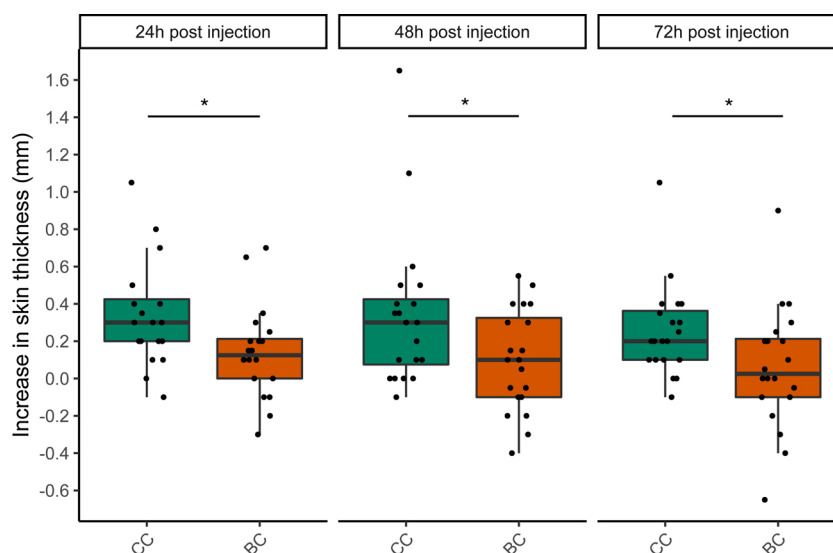 24h post injection
48h post injection
72h post injection
Increase in skin thickness (mm)
1.6
1.4
1.2
1.0
0.8
0.6
0.4
0.2
0.0
-0.2
-0.4
-0.6
*
*
*
CC
BC
CC
BC
CC
BC